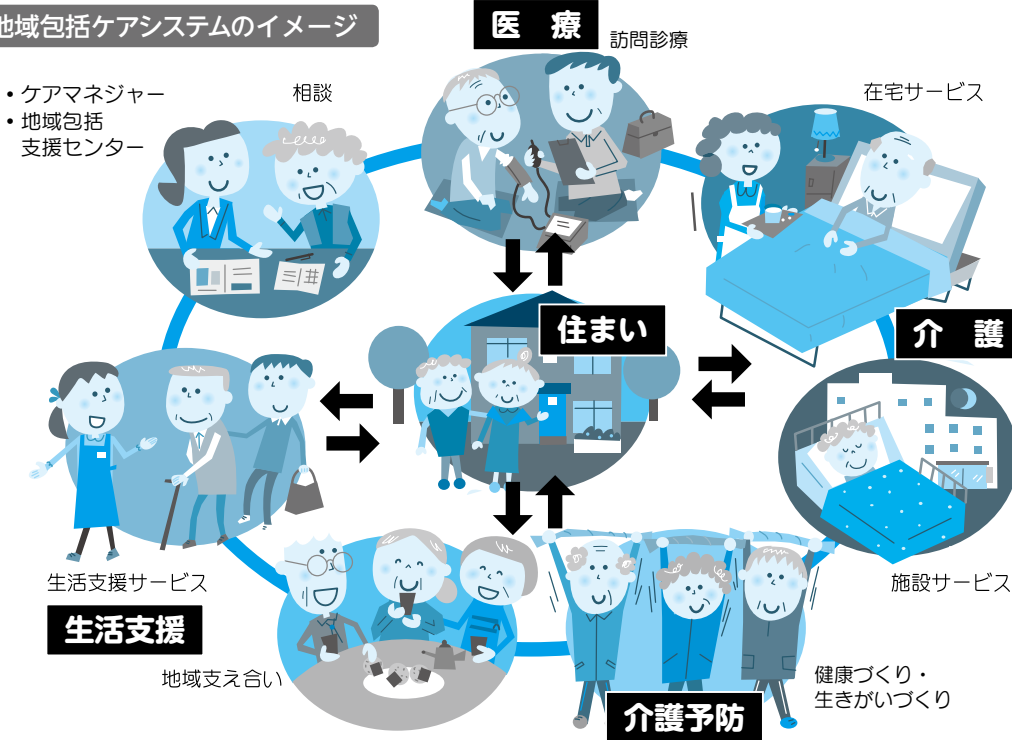 地域包括ケアシステムのイメージ
医　療
訪問診療
・ケアマネジャー
・地域包括
支援センター
相談
在宅サービス
住まい
介　護
生活支援サービス
生活支援
施設サービス
地域支え合い
健康づくり・
生きがいづくり
介護予防